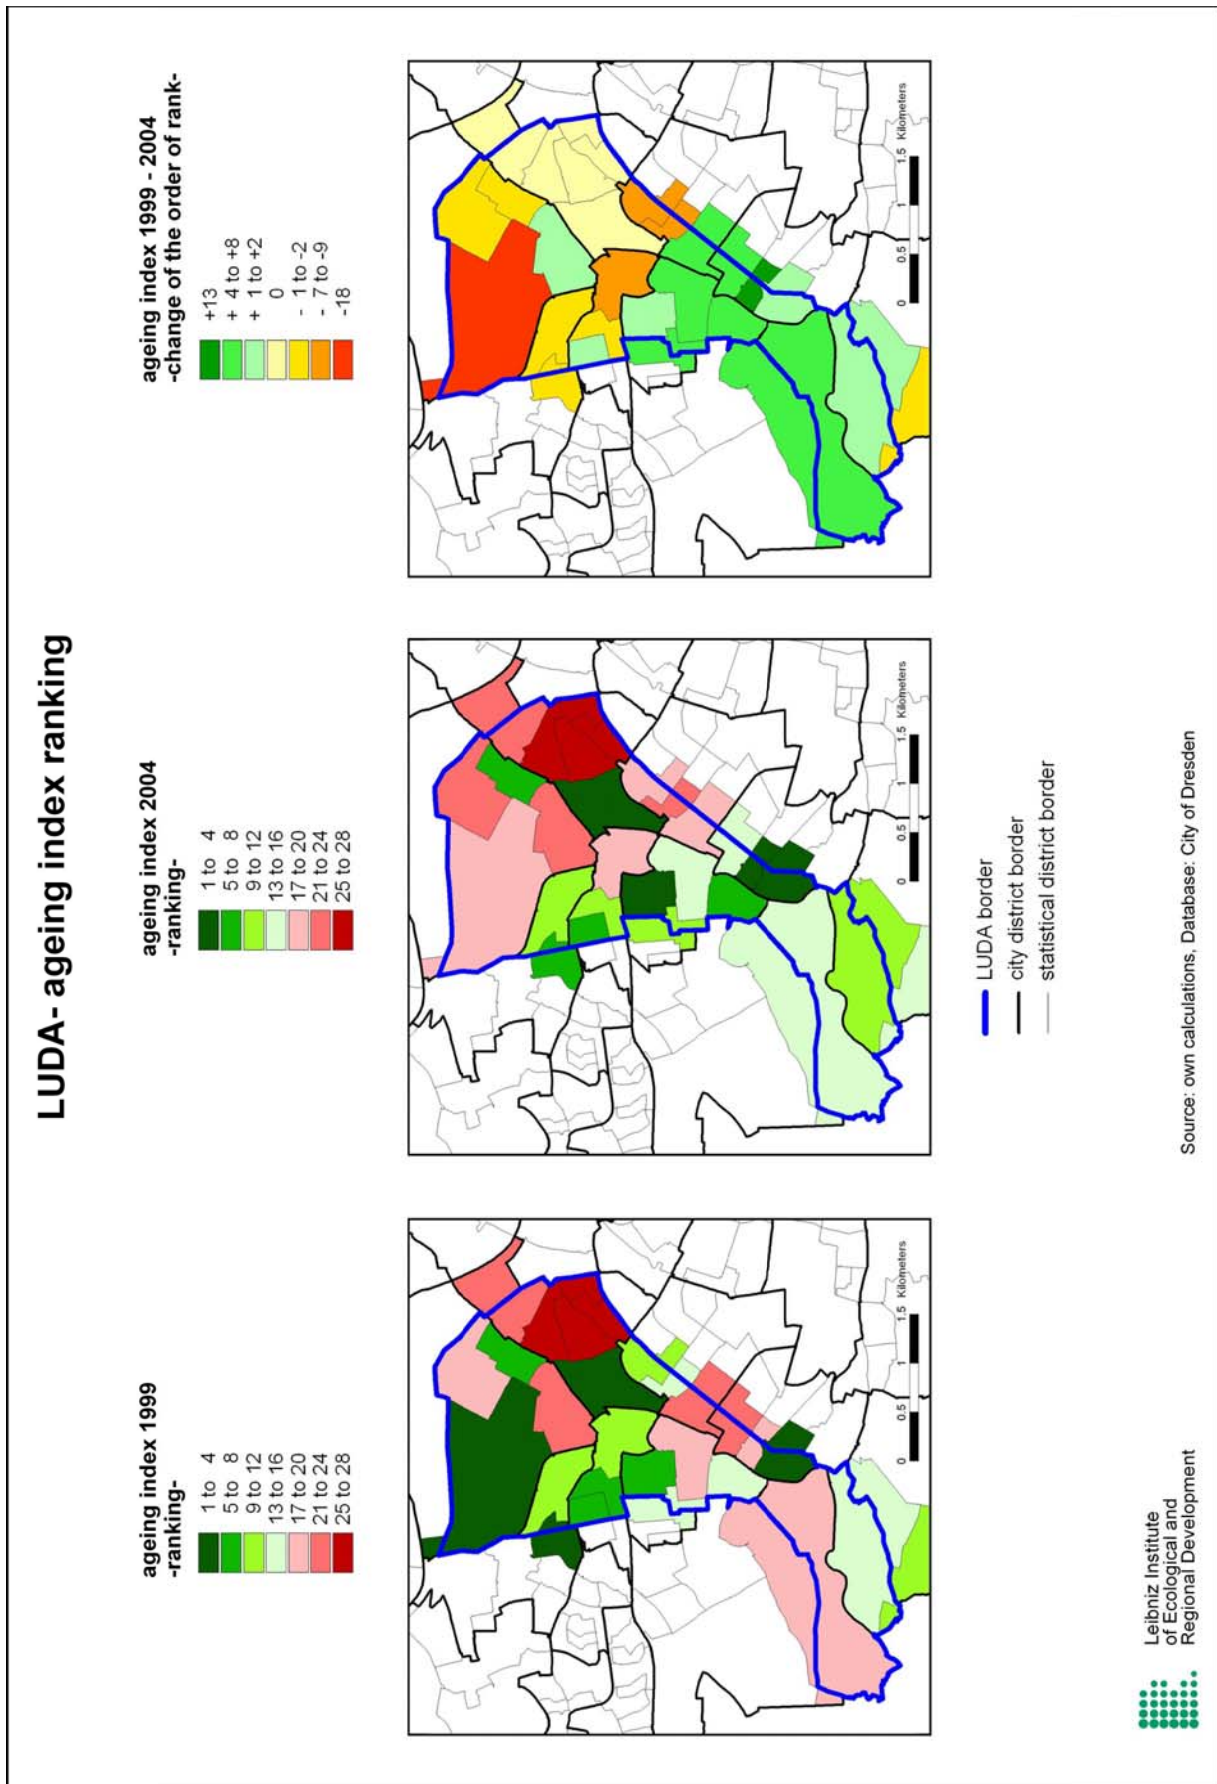 LUDA- ageing index ranking
ageing index 1999
-ranking-
1 to 4
5 to 8
9 to 12
13 to 16
17 to 20
21 to 24
25 to 28
0 0.5 1 1.5 Kilometers
ageing index 2004
-ranking-
1 to 4
5 to 8
9 to 12
13 to 16
17 to 20
21 to 24
25 to 28
0 0.5 1 1.5 Kilometers
ageing index 1999 - 2004
-change of the order of rank-
+13
+ 4 to +8
+ 1 to +2
0
- 1 to -2
- 7 to -9
-18
0 0.5 1 1.5 Kilometers
LUDA border
city district border
statistical district border
Leibniz Institute
of Ecological and
Regional Development
Source: own calculations, Database: City of Dresden